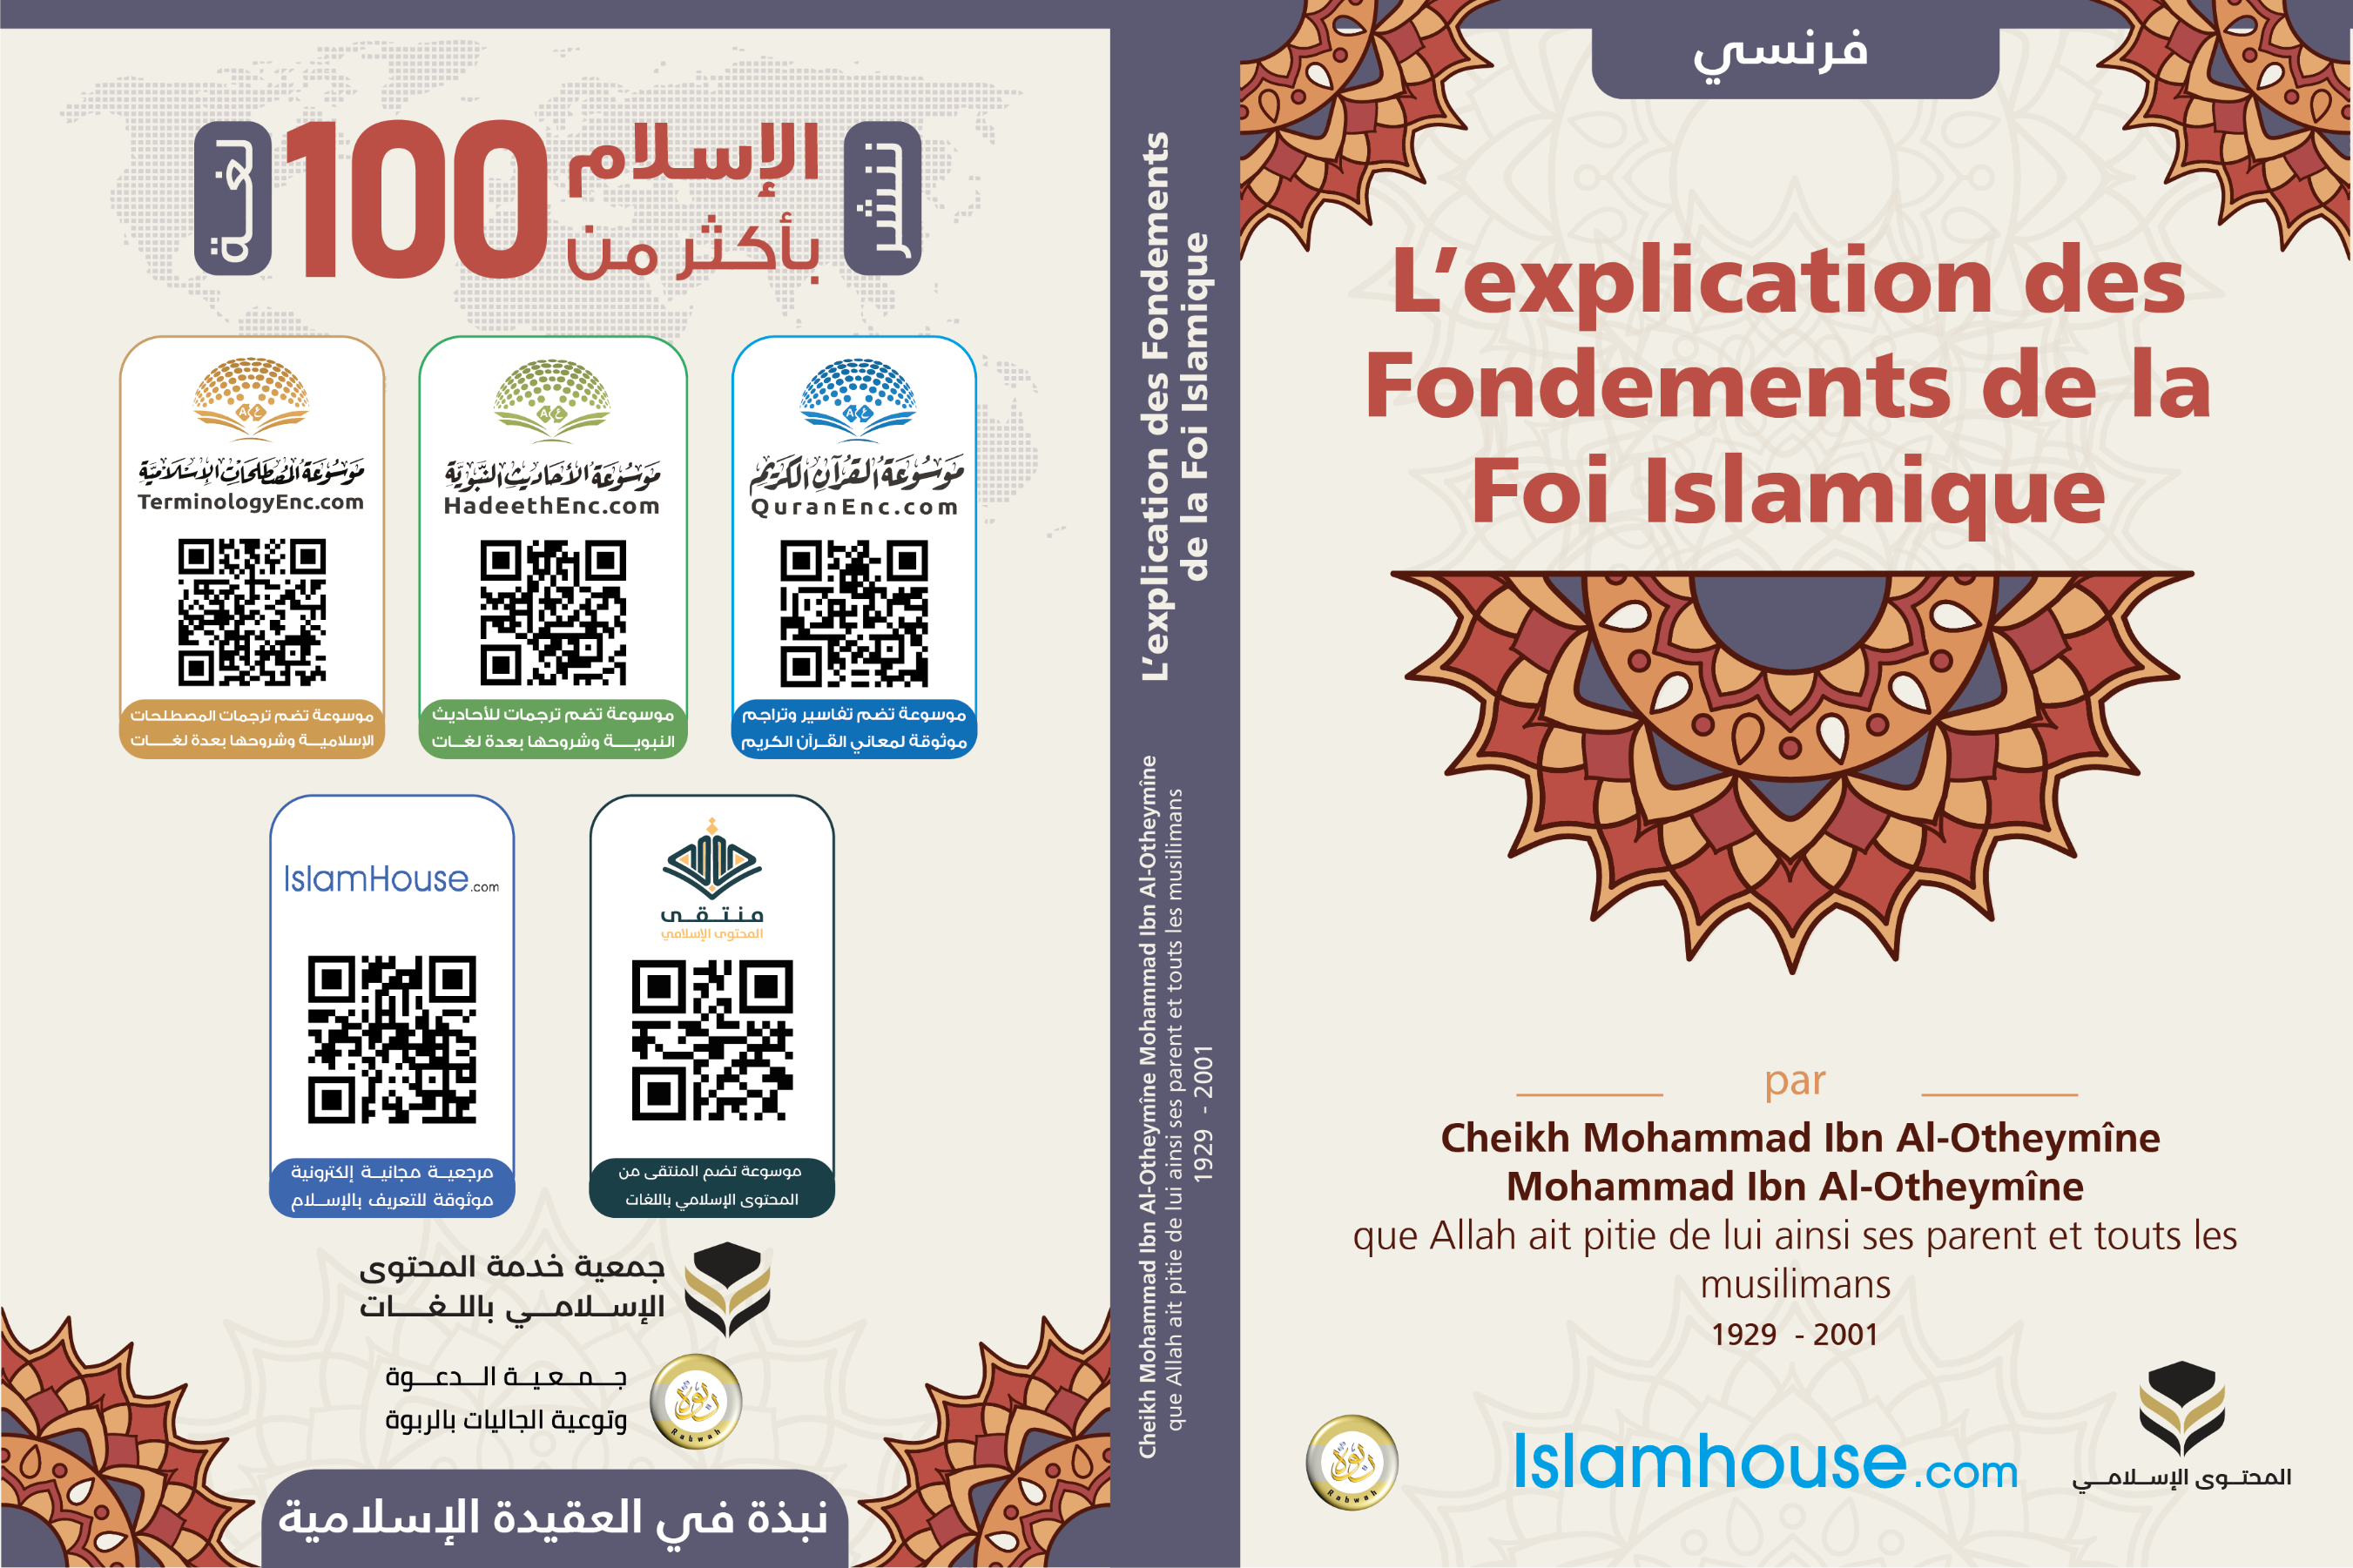 فرنسي
L’explication des
Fondements de la
Foi Islamique
par
Cheikh Mohammad Ibn Al-Otheymîne
Mohammad Ibn Al-Otheymîne
que Allah ait pitie de lui ainsi ses parent et touts les
musilimans
1929 - 2001
Rabwah
Islamhouse.com
المحتوى الإسلامي
L’explication des Fondements
de la Foi Islamique
Cheikh Mohammad Ibn Al-Otheymîne Mohammad Ibn Al-Otheymîne
que Allah ait pitie de lui ainsi ses parent et touts les musilimans
1929 - 2001
ننشر
الإسلام
بأكثر من
100
لغة
موسوعة القرآن الكريم
QuranEnc.com
موسوعة تضم تفاسير وتراجم
موثوقة لمعاني القرآن الكريم
موسوعة الأحاديث النبوية
HadeethEnc.com
موسوعة تضم ترجمات للأحاديث
النبوية وشروحها بعدة لغات
موسوعة المصطلحات الإسلامية
TerminologyEnc.com
موسوعة تضم ترجمات المصطلحات
الإسلامية وشروحها بعدة لغات
منتقى
المحتوى الإسلامي
موسوعة تضم المنتقى من
المحتوى الإسلامي باللغات
IslamHouse.com
مرجعية مجانية إلكترونية
موثوقة للتعريف بالإسلام
جمعية خدمة المحتوى
الإسلامي باللغات
جمعية الدعوة
وتوعية الجاليات بالربوة
Rabwah
نبذة في العقيدة الإسلامية